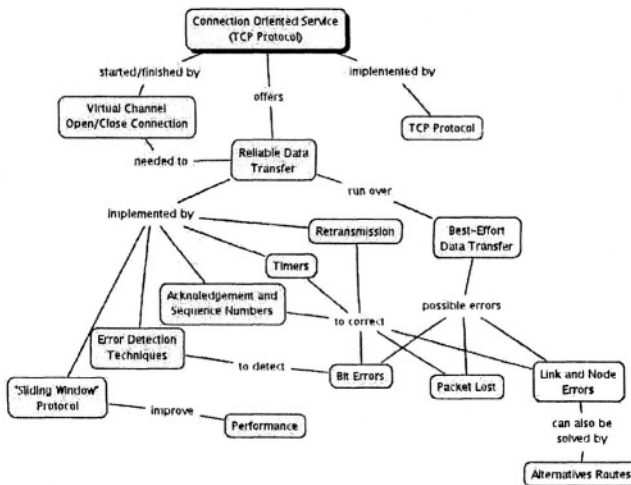 Connection Oriented Service
(TCP Protocol)
started/finished by
implemented by
offers
Virtual Channel
Open/Close Connection
TCP Protocol
needed to
Reliable Data
Transfer
run over
Implemented by
Retransmission
Best-Effort
Data Transfer
Timers
Acknoledgement and
Sequence Numbers
possible errors
to correct
Error Detection
Techniques
to detect
Bit Errors
Packet Lost
Link and Node
Errors
"Sliding Window"
Protocol
improve
Performance
can also be
solved by
Alternatives Routes